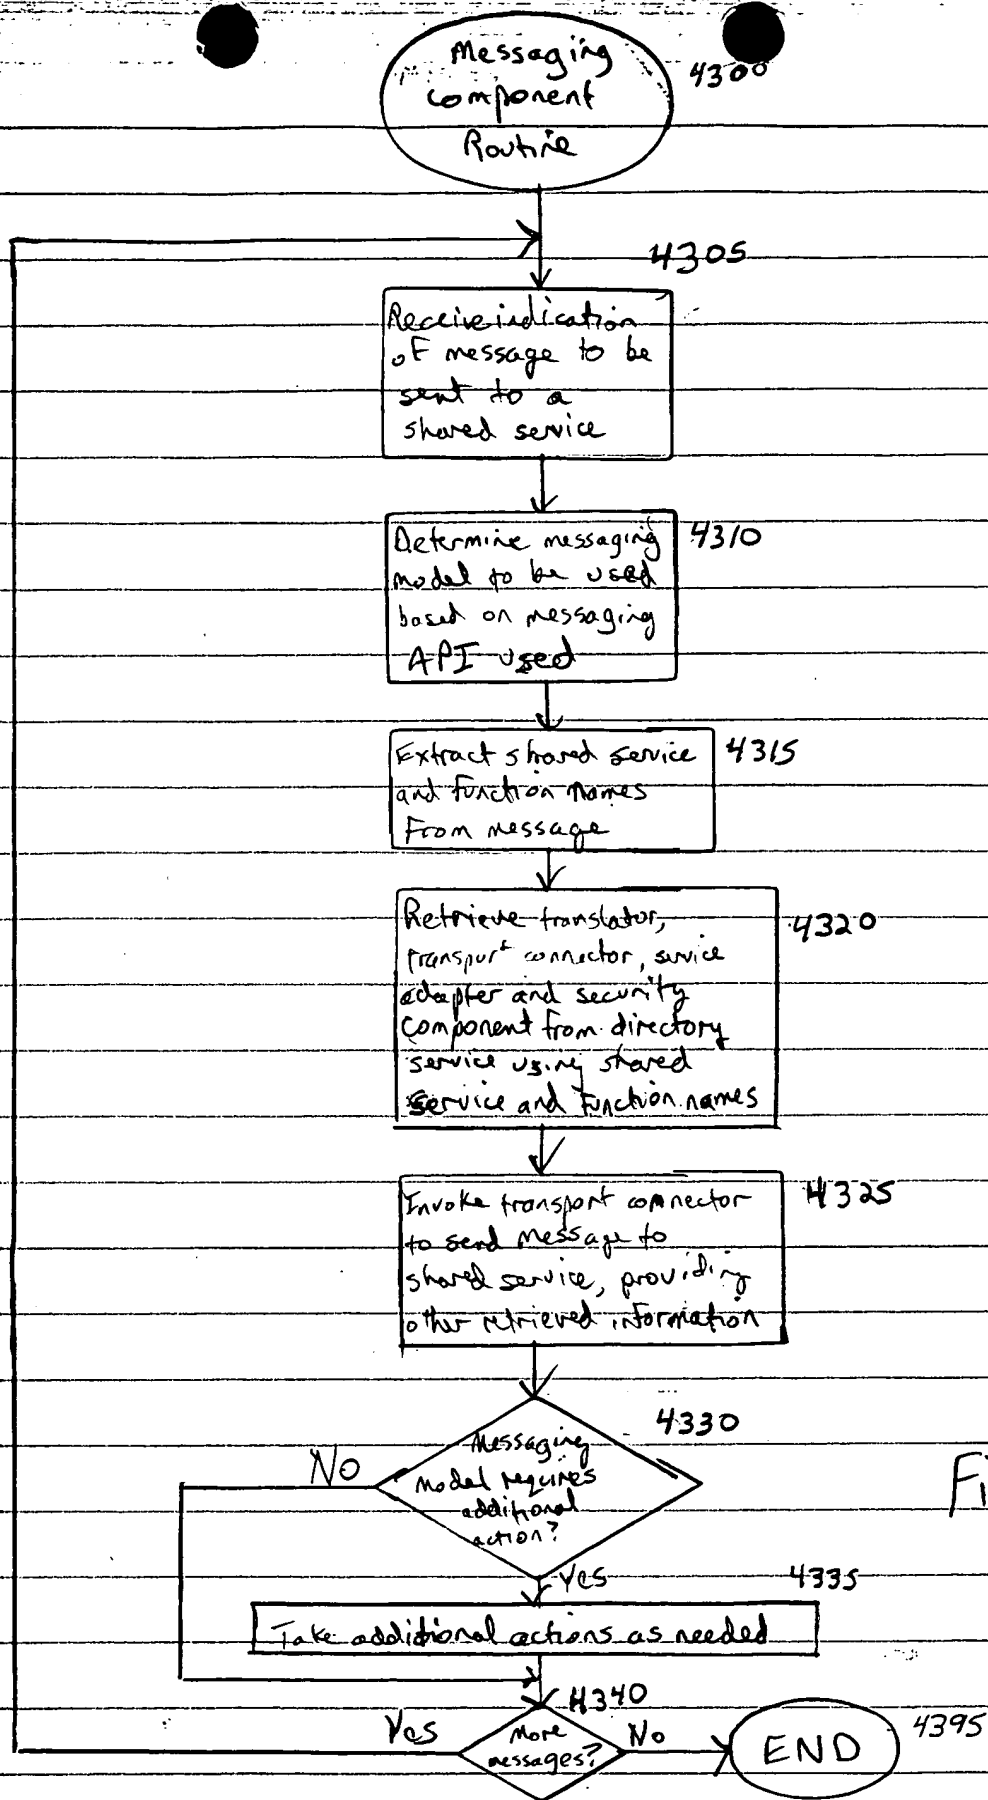 Messaging
component
Routine
4300
4305
Receive indication
of message to be
sent to a
shared service
Determine messaging
model to be used
based on messaging
API used
4310
Extract shared service
and function names
From message
4315
Retrieve translator,
transport connector, service
adapter and security
component from directory
service using shared
service and function names
4320
Invoke transport connector
to send message to
shared service, providing
other retrieved information
4325
4330
Messaging
model requires
additional
action?
No
Fi
Yes
4335
Take additional actions as needed
4340
More
messages?
Yes
No
END
4395